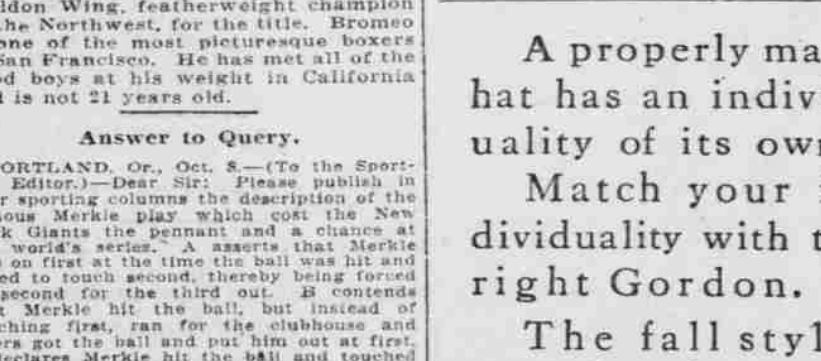 ldon Wing, featherweight champion
the Northwest, for the title. Bromeo
one of the most picturesque boxers
San Francisco. He has met all of the
d boys at his weight in California
d is not 21 years old.
Answer to Query.
ORTLAND, Or., Oct. 8.—(To the Sport-
Editor.)—Dear Sir: Please publish in
r sporting columns the description of the
ous Merkle play which cost the New
k Giants the pennant and a chance at
world's series. A asserts that Merkle
on first at the time the ball was hit and
ed to touch second, thereby being forced
second for the third out. B contends
t Merkle hit the ball, but instead of
ching first, ran for the clubhouse and
ers got the ball and put him out at first.
declares Merkle hit the ball and touched
A properly ma
hat has an indiv
uality of its own
Match your i
dividuality with t
right Gordon.
The fall styl